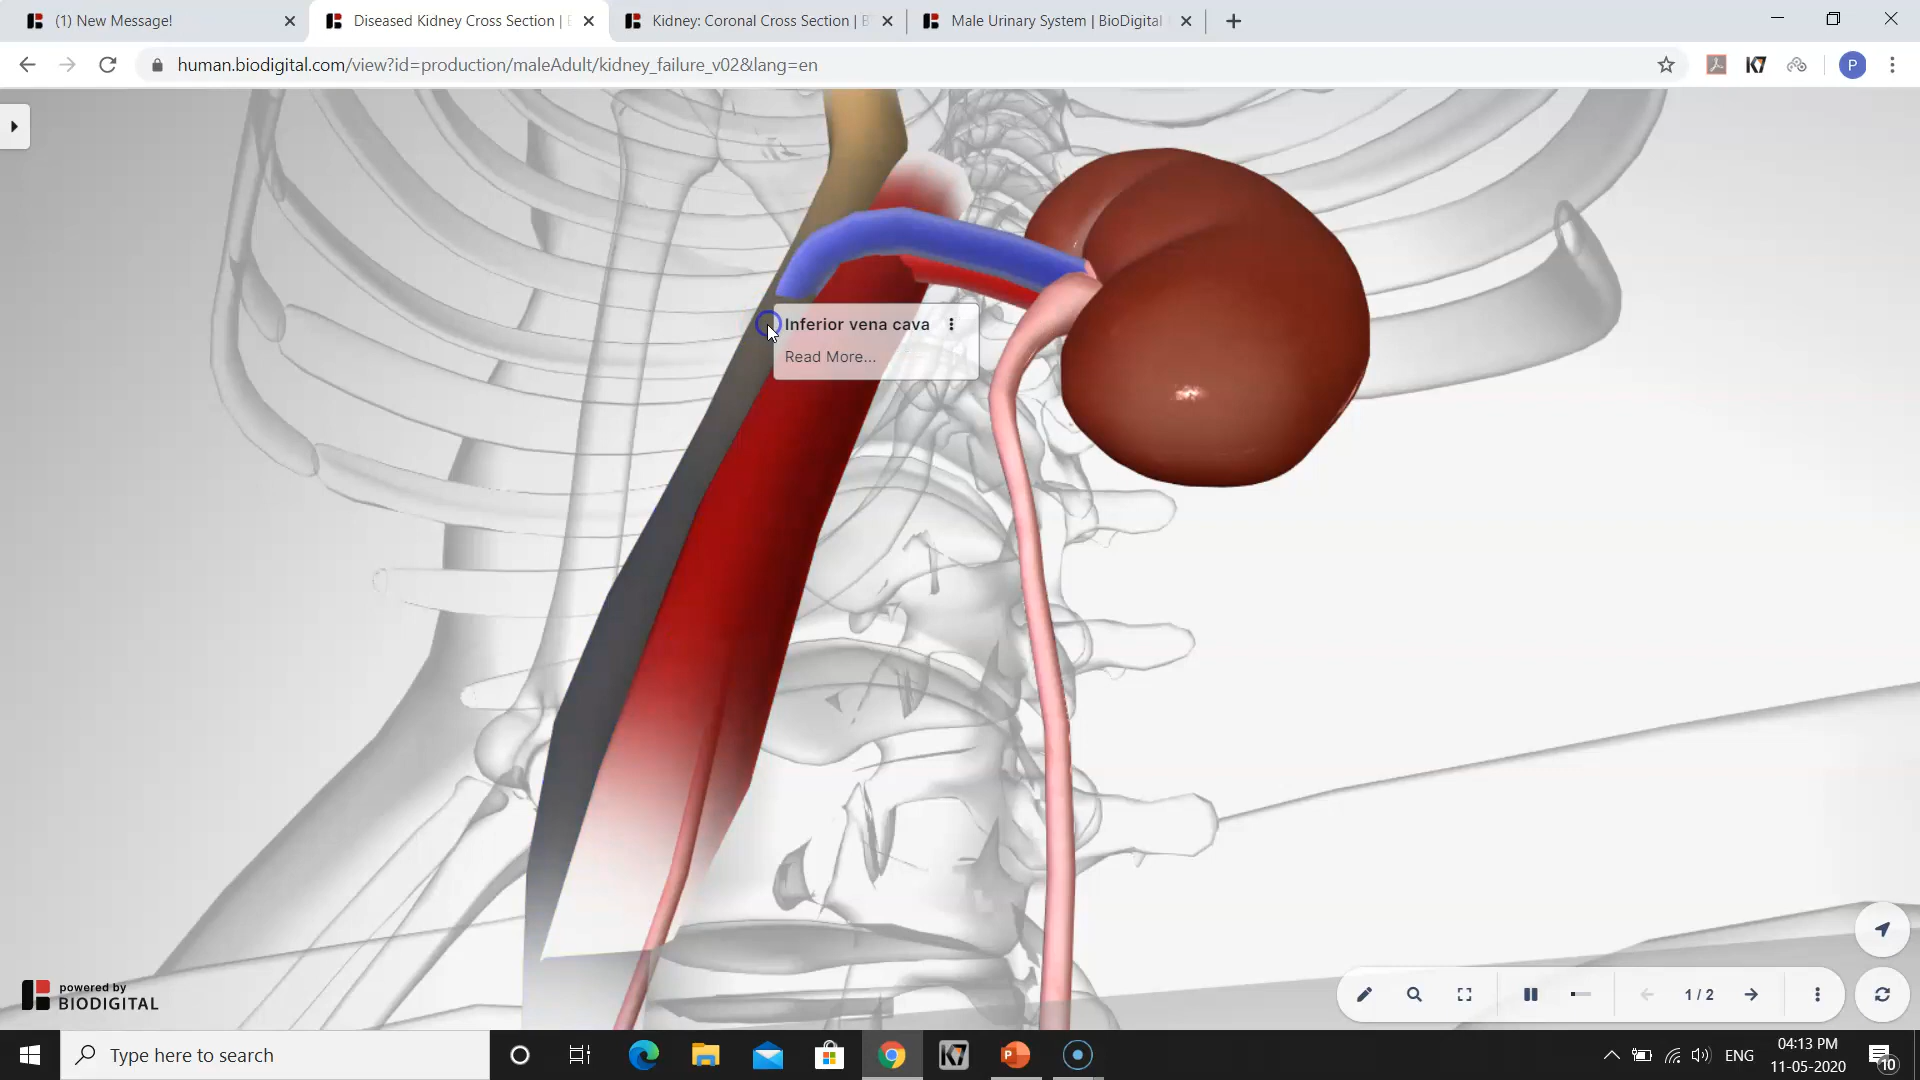 (1) New Message!
Diseased Kidney Cross Section |
Kidney: Coronal Cross Section |
Male Urinary System | BioDigital
human.biodigital.com/view?id=production/maleAdult/kidney_failure_v02&lang=en
K7
P
Inferior vena cava
Read More...
powered by
BIODIGITAL
1 / 2
Type here to search
K7
P
ENG
04:13 PM
11-05-2020
10